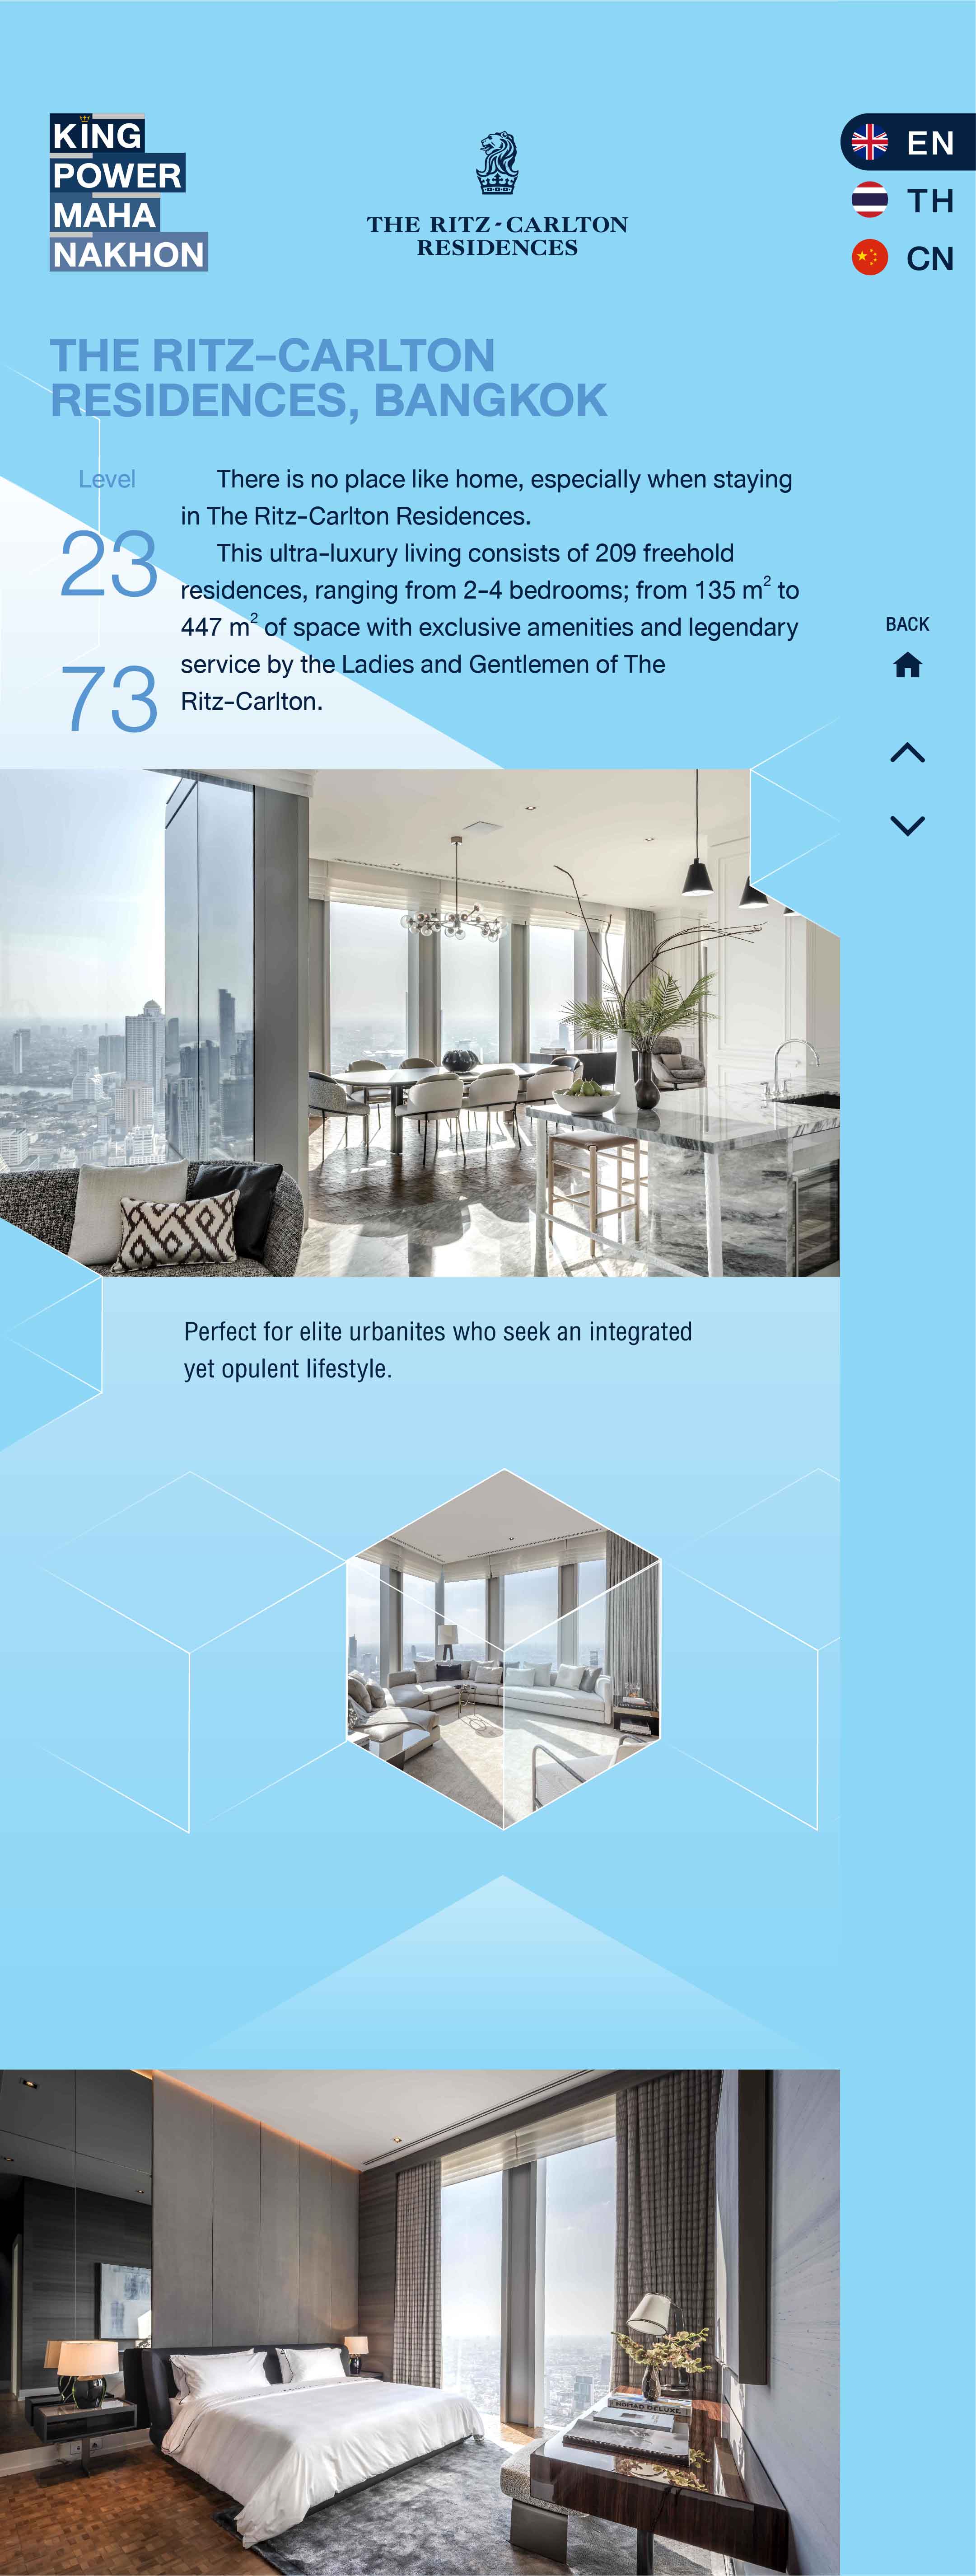 KING
POWER
MAHA
NAKHON
THE RITZ-CARLTON
RESIDENCES
EN
TH
CN
THE RITZ-CARLTON
RESIDENCES, BANGKOK
Level
23
73
There is no place like home, especially when staying
in The Ritz-Carlton Residences.
This ultra-luxury living consists of 209 freehold
residences, ranging from 2-4 bedrooms; from 135 m² to
447 m² of space with exclusive amenities and legendary
service by the Ladies and Gentlemen of The
Ritz-Carlton.
BACK
Perfect for elite urbanites who seek an integrated
yet opulent lifestyle.
NOMAD DELUXE